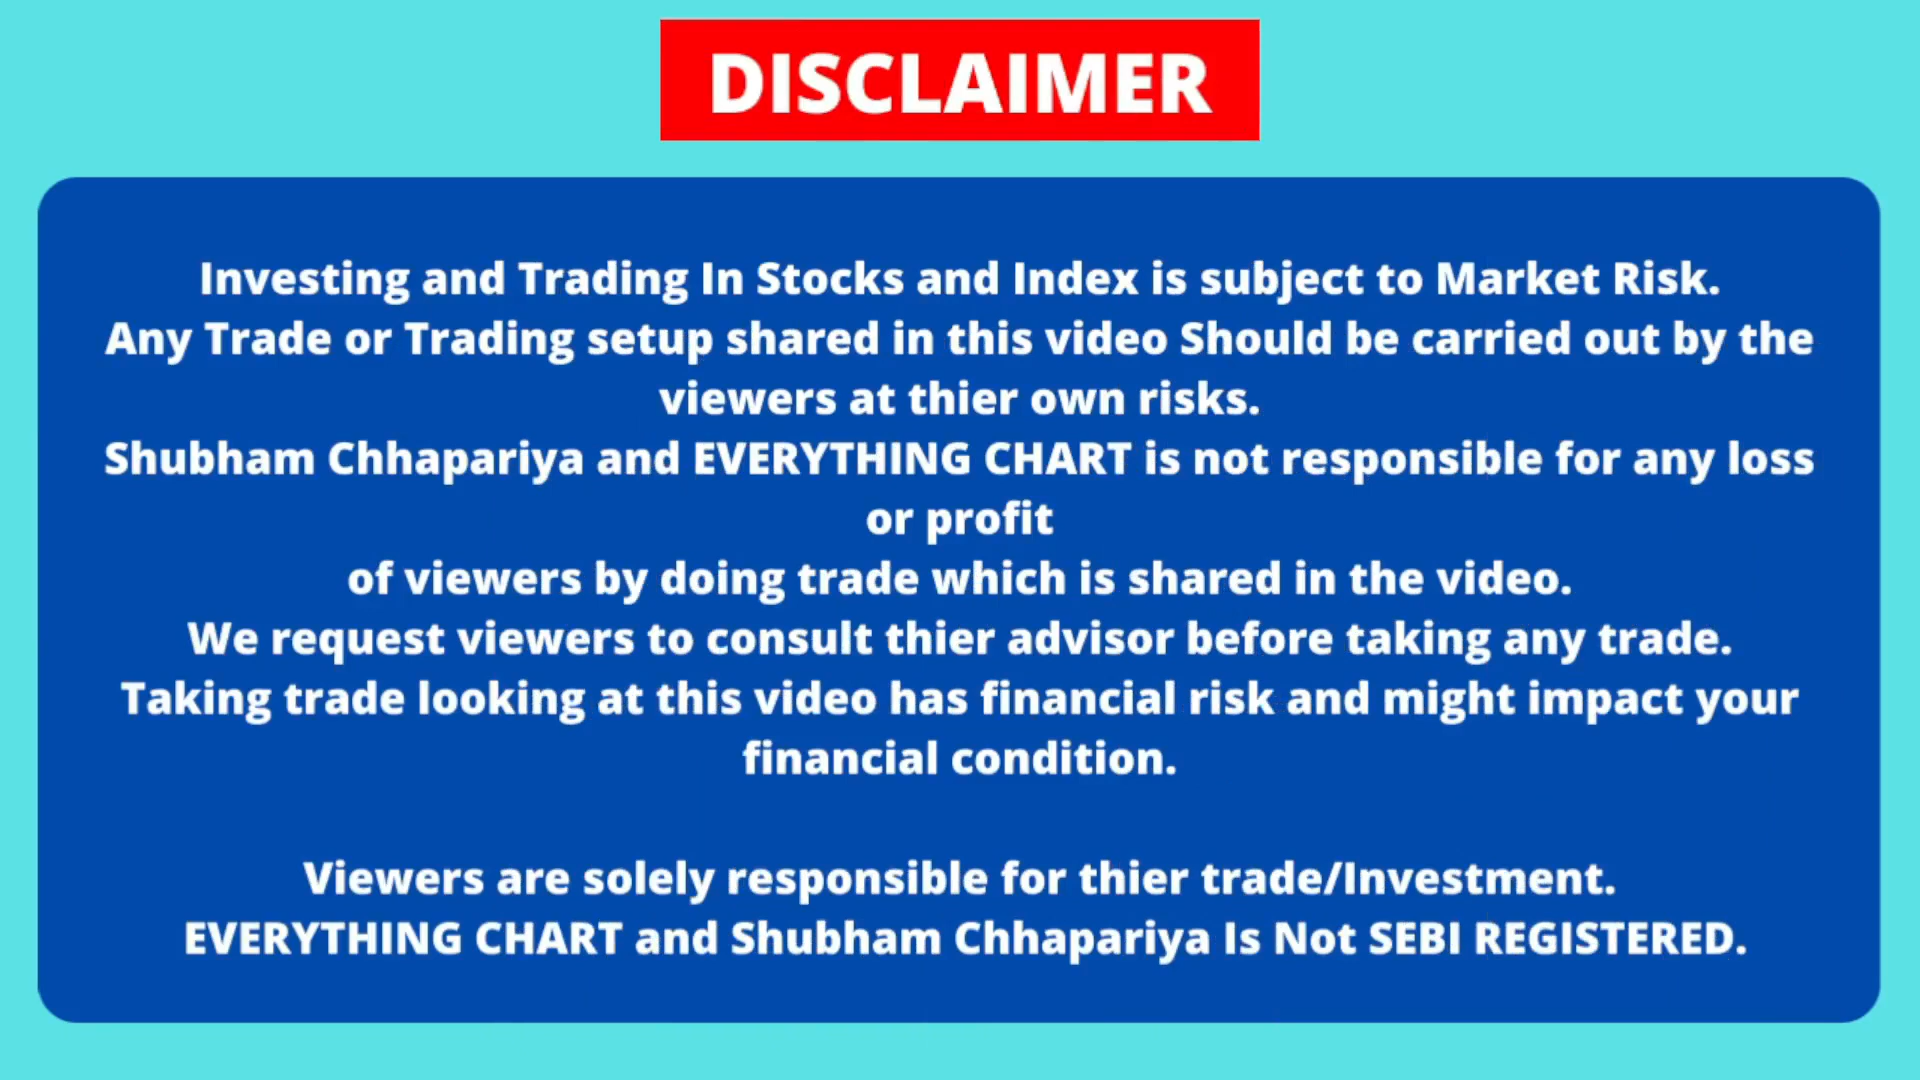 DISCLAIMER
Investing and Trading In Stocks and Index is subject to Market Risk.
Any Trade or Trading setup shared in this video Should be carried out by the
viewers at thier own risks.
Shubham Chhapariya and EVERYTHING CHART is not responsible for any loss
or profit
of viewers by doing trade which is shared in the video.
We request viewers to consult thier advisor before taking any trade.
Taking trade looking at this video has financial risk and might impact your
financial condition.
Viewers are solely responsible for thier trade/Investment.
EVERYTHING CHART and Shubham Chhapariya Is Not SEBI REGISTERED.